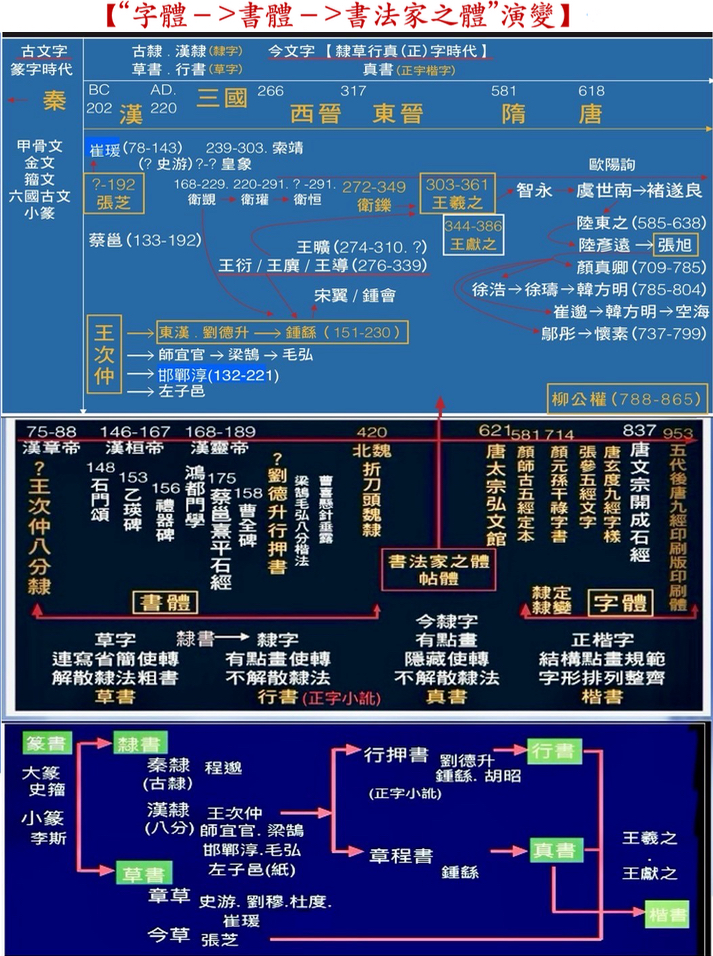 【“字體－>書體－>書法家之體”演變】
古文字
篆字時代
古隸．漢隸(隸字)
草書．行書(草字)
今文字【隸草行真(正)字時代】
真書(正字楷字)
秦
BC
202
漢
AD.
220
三國
266
西晉
317
東晉
581
隋
618
唐
甲骨文
金文
籀文
六國古文
小篆
崔瑗(78-143)
239-303. 索靖
(? 史游) ?-? 皇象
?-192
張芝
168-229. 220-291. ? -291.
衛覬→衛瓘→衛恒
272-349
衛鑠
303-361
王羲之
344-386
王獻之
歐陽詢
智永→虞世南→褚遂良
陸柬之(585-638)
陸彥遠→張旭
顏真卿(709-785)
徐浩→徐璹→韓方明(785-804)
崔邈→韓方明→空海
鄔彤→懷素(737-799)
蔡邕(133-192)
王曠(274-310. ?)
王衍 / 王廙 / 王導(276-339)
宋翼 / 鍾會
王次仲
東漢．劉德升→鍾繇（151-230）
師宜官→梁鵠→毛弘
邯鄲淳(132-221)
左子邑
柳公權(788-865)
75-88
漢章帝
146-167
漢桓帝
168-189
漢靈帝
420
北魏
621
581
714
837
953
?王次仲八分隸
148
石門頌
153
乙瑛碑
156
禮器碑
鴻都門學
175
蔡邕熹平石經
158
曹全碑
?劉德升行押書
梁鵠毛弘八分楷法
曹喜懸針垂露
折刀頭魏隸
唐太宗弘文館
顏師古五經定本
顏元孫干祿字書
張參五經文字
唐玄度九經字樣
唐文宗開成石經
五代後唐九經印刷版印刷體
書法家之體
帖體
書體
隸定
隸變
字體
草字
連寫省簡使轉
解散隸法粗書
草書
隸書→隸字
有點畫使轉
不解散隸法
行書(正字小訛)
今隸字
有點畫
隱藏使轉
不解散隸法
真書
正楷字
結構點畫規範
字形排列整齊
楷書
篆書
大篆
史籀
小篆
李斯
隸書
秦隸
(古隸)
程邈
漢隸
(八分)
王次仲
師宜官．梁鵠
邯鄲淳．毛弘
左子邑(紙)
草書
章草
史游．劉穆．杜度．
崔瑗
今草
張芝
行押書
(正字小訛)
劉德升
鍾繇．胡昭
行書
章程書
鍾繇
真書
王羲之
．
王獻之
楷書